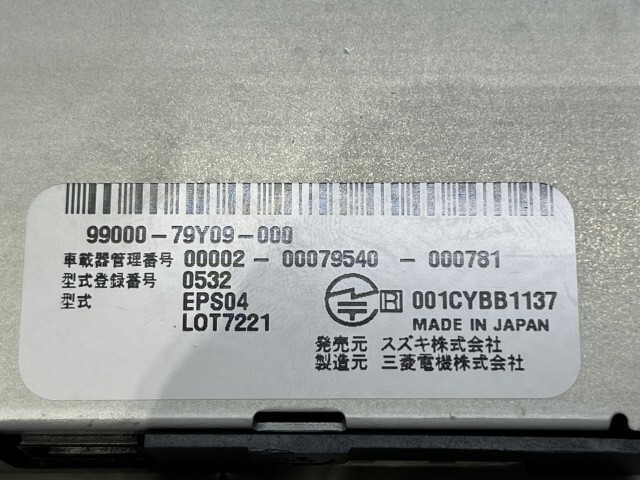 99000-79Y09-000
車載器管理番号 00002-00079540-000781
型式登録番号 0532
型式 EPS04
LOT7221
R 001CYBB1137
MADE IN JAPAN
発売元 スズキ株式会社
製造元 三菱電機株式会社